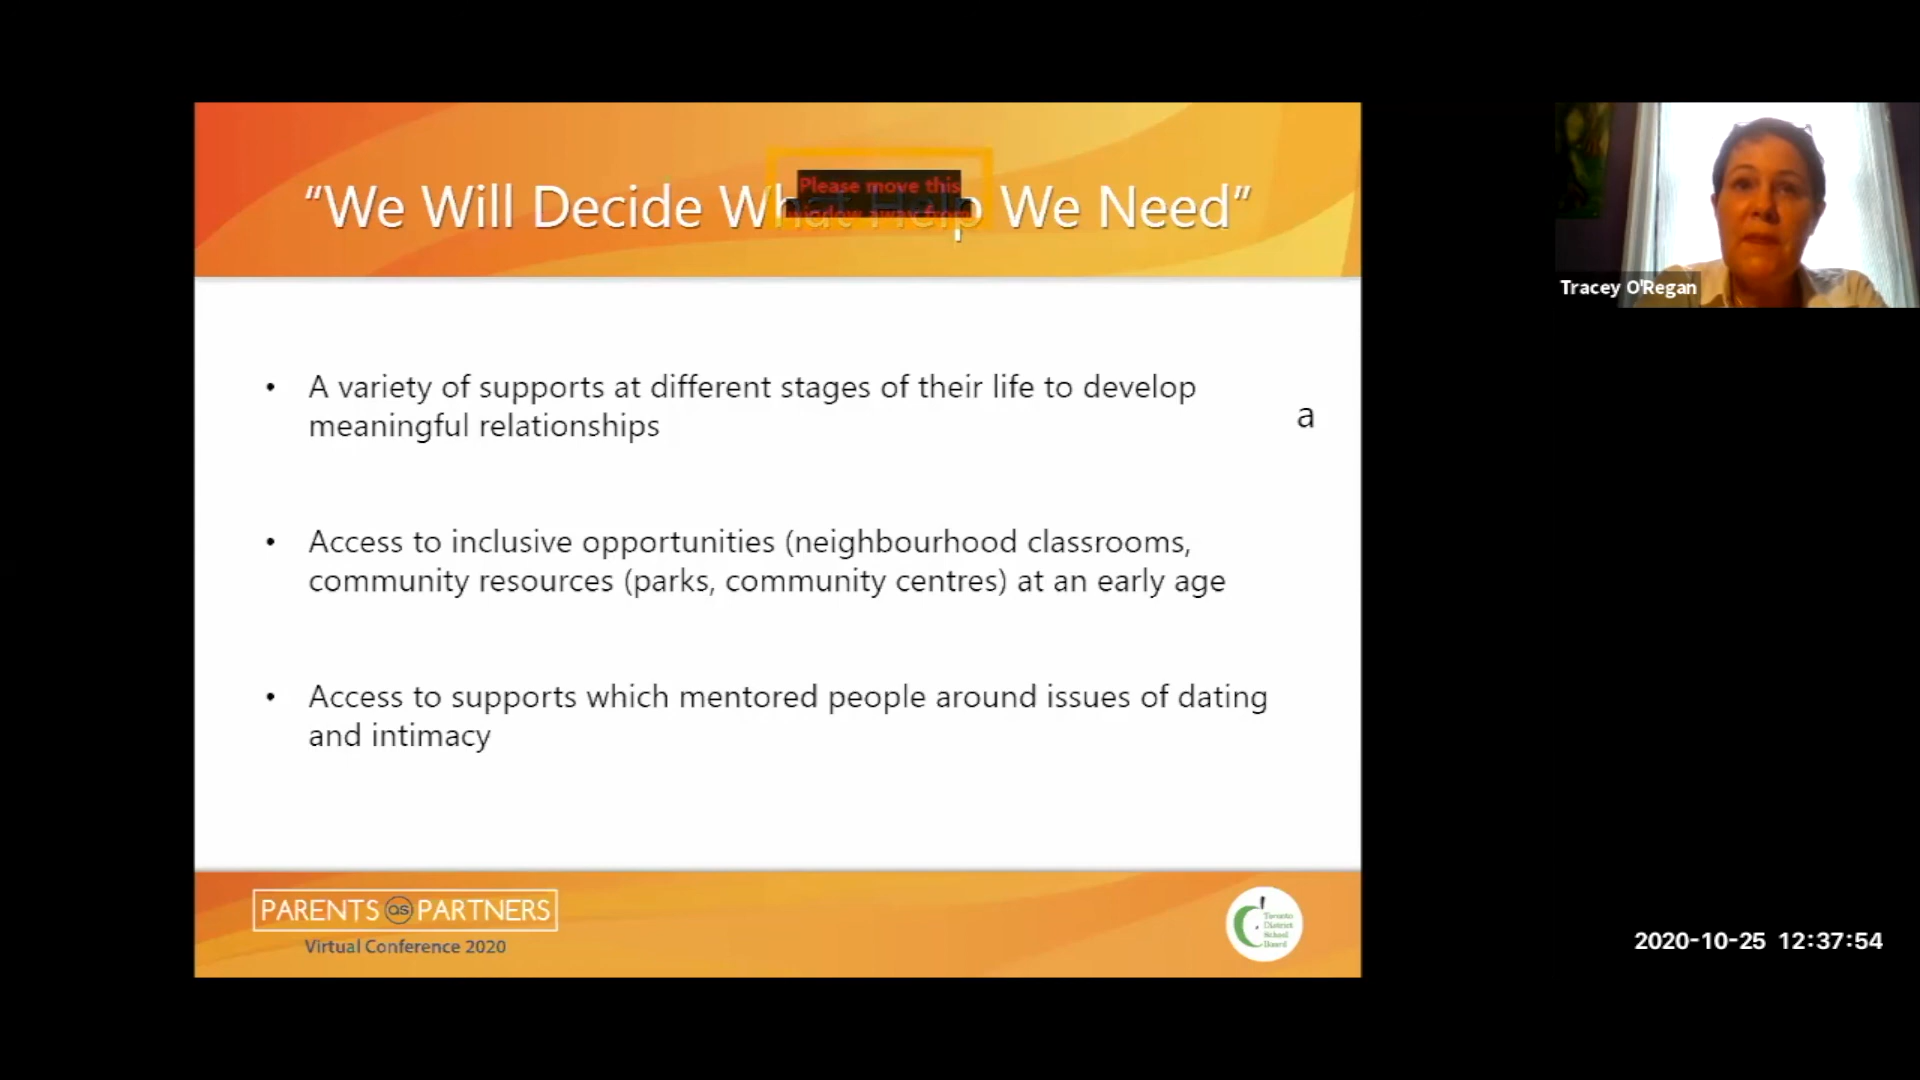 Please move this
window away from
“We Will Decide What Help We Need”
Tracey O'Regan
• A variety of supports at different stages of their life to develop
meaningful relationships
a
• Access to inclusive opportunities (neighbourhood classrooms,
community resources (parks, community centres) at an early age
• Access to supports which mentored people around issues of dating
and intimacy
PARENTS as PARTNERS
Virtual Conference 2020
Toronto
District
School
Board
2020-10-25 12:37:54